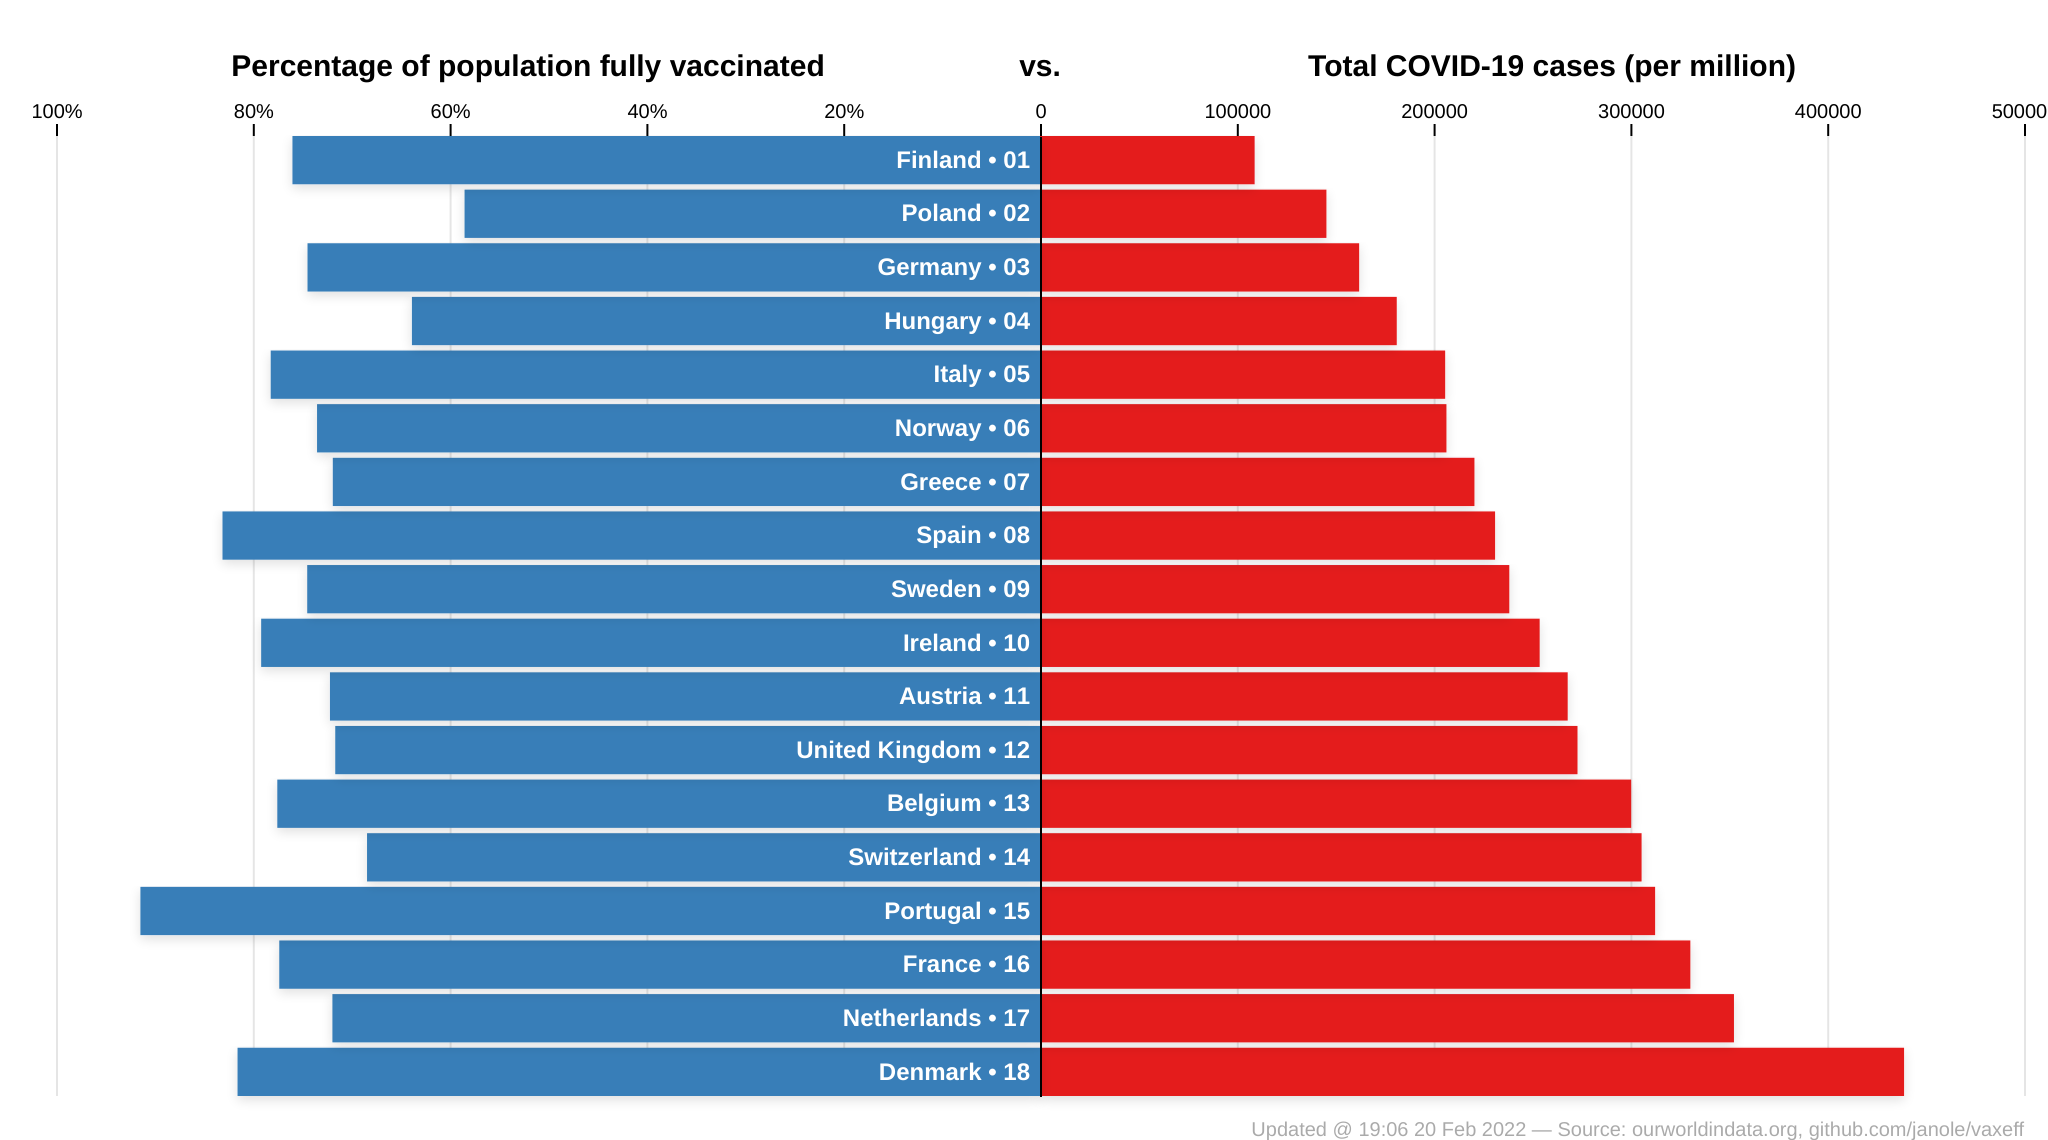 Percentage of population fully vaccinated vs. Total COVID-19 cases (per million)
100% 80% 60% 40% 20% 0 100000 200000 300000 400000 50000
Finland • 01
Poland • 02
Germany • 03
Hungary • 04
Italy • 05
Norway • 06
Greece • 07
Spain • 08
Sweden • 09
Ireland • 10
Austria • 11
United Kingdom • 12
Belgium • 13
Switzerland • 14
Portugal • 15
France • 16
Netherlands • 17
Denmark • 18
Updated @ 19:06 20 Feb 2022 — Source: ourworldindata.org, github.com/janole/vaxeff